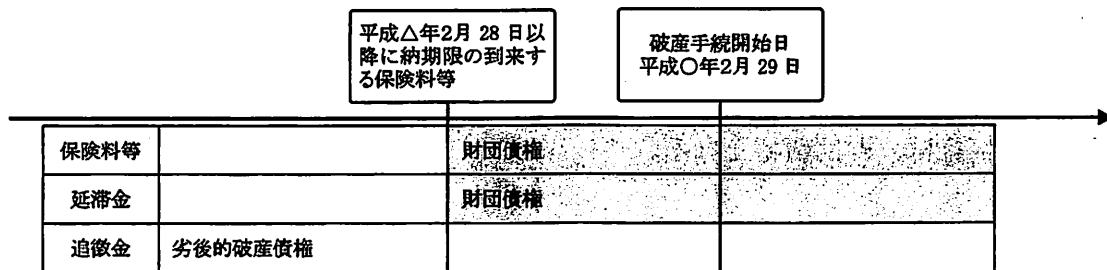 平成△年2月 28 日以
降に納期限の到来す
る保険料等
破産手続開始日
平成〇年2月 29 日
保険料等
財団債権
延滞金
財団債権
追徴金
劣後的破産債権